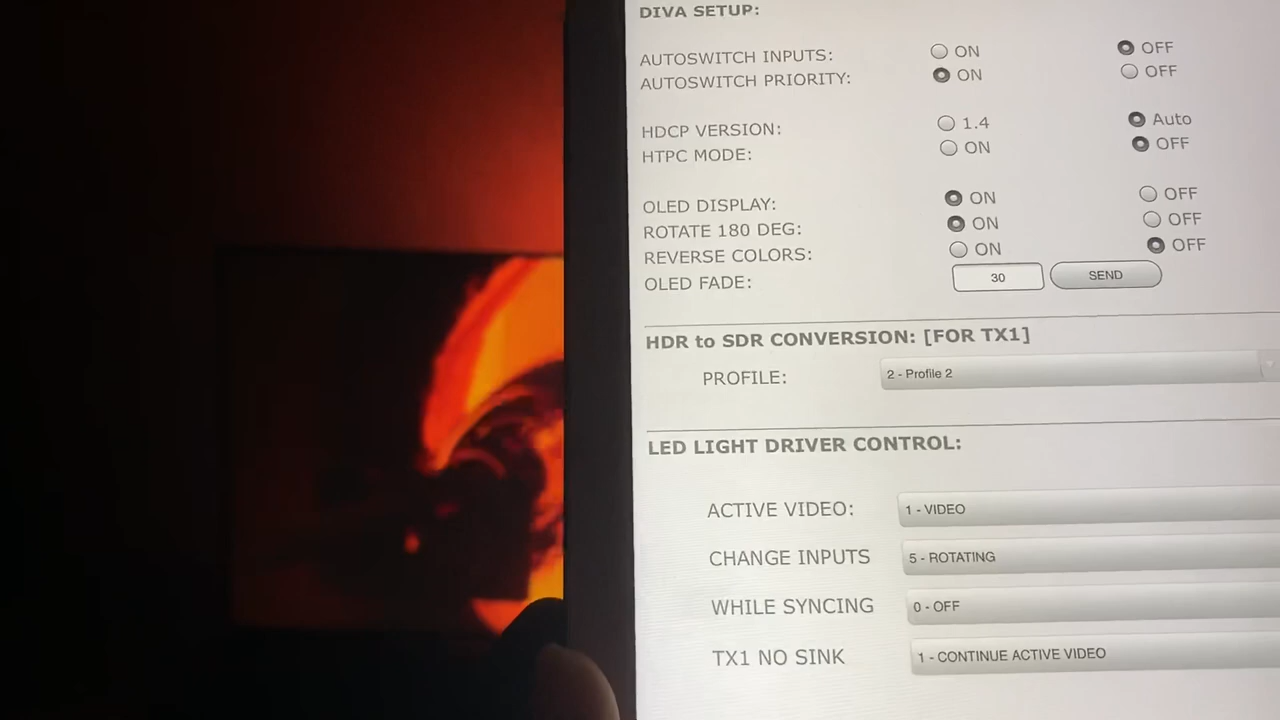 DIVA SETUP:
AUTOSWITCH INPUTS: ON OFF
AUTOSWITCH PRIORITY: ON OFF
HDCP VERSION: 1.4 Auto
HTPC MODE: ON OFF
OLED DISPLAY: ON OFF
ROTATE 180 DEG: ON OFF
REVERSE COLORS: ON OFF
OLED FADE: 30 SEND
HDR to SDR CONVERSION: [FOR TX1]
PROFILE: 2 - Profile 2
LED LIGHT DRIVER CONTROL:
ACTIVE VIDEO: 1 - VIDEO
CHANGE INPUTS 5 - ROTATING
WHILE SYNCING 0 - OFF
TX1 NO SINK 1 - CONTINUE ACTIVE VIDEO